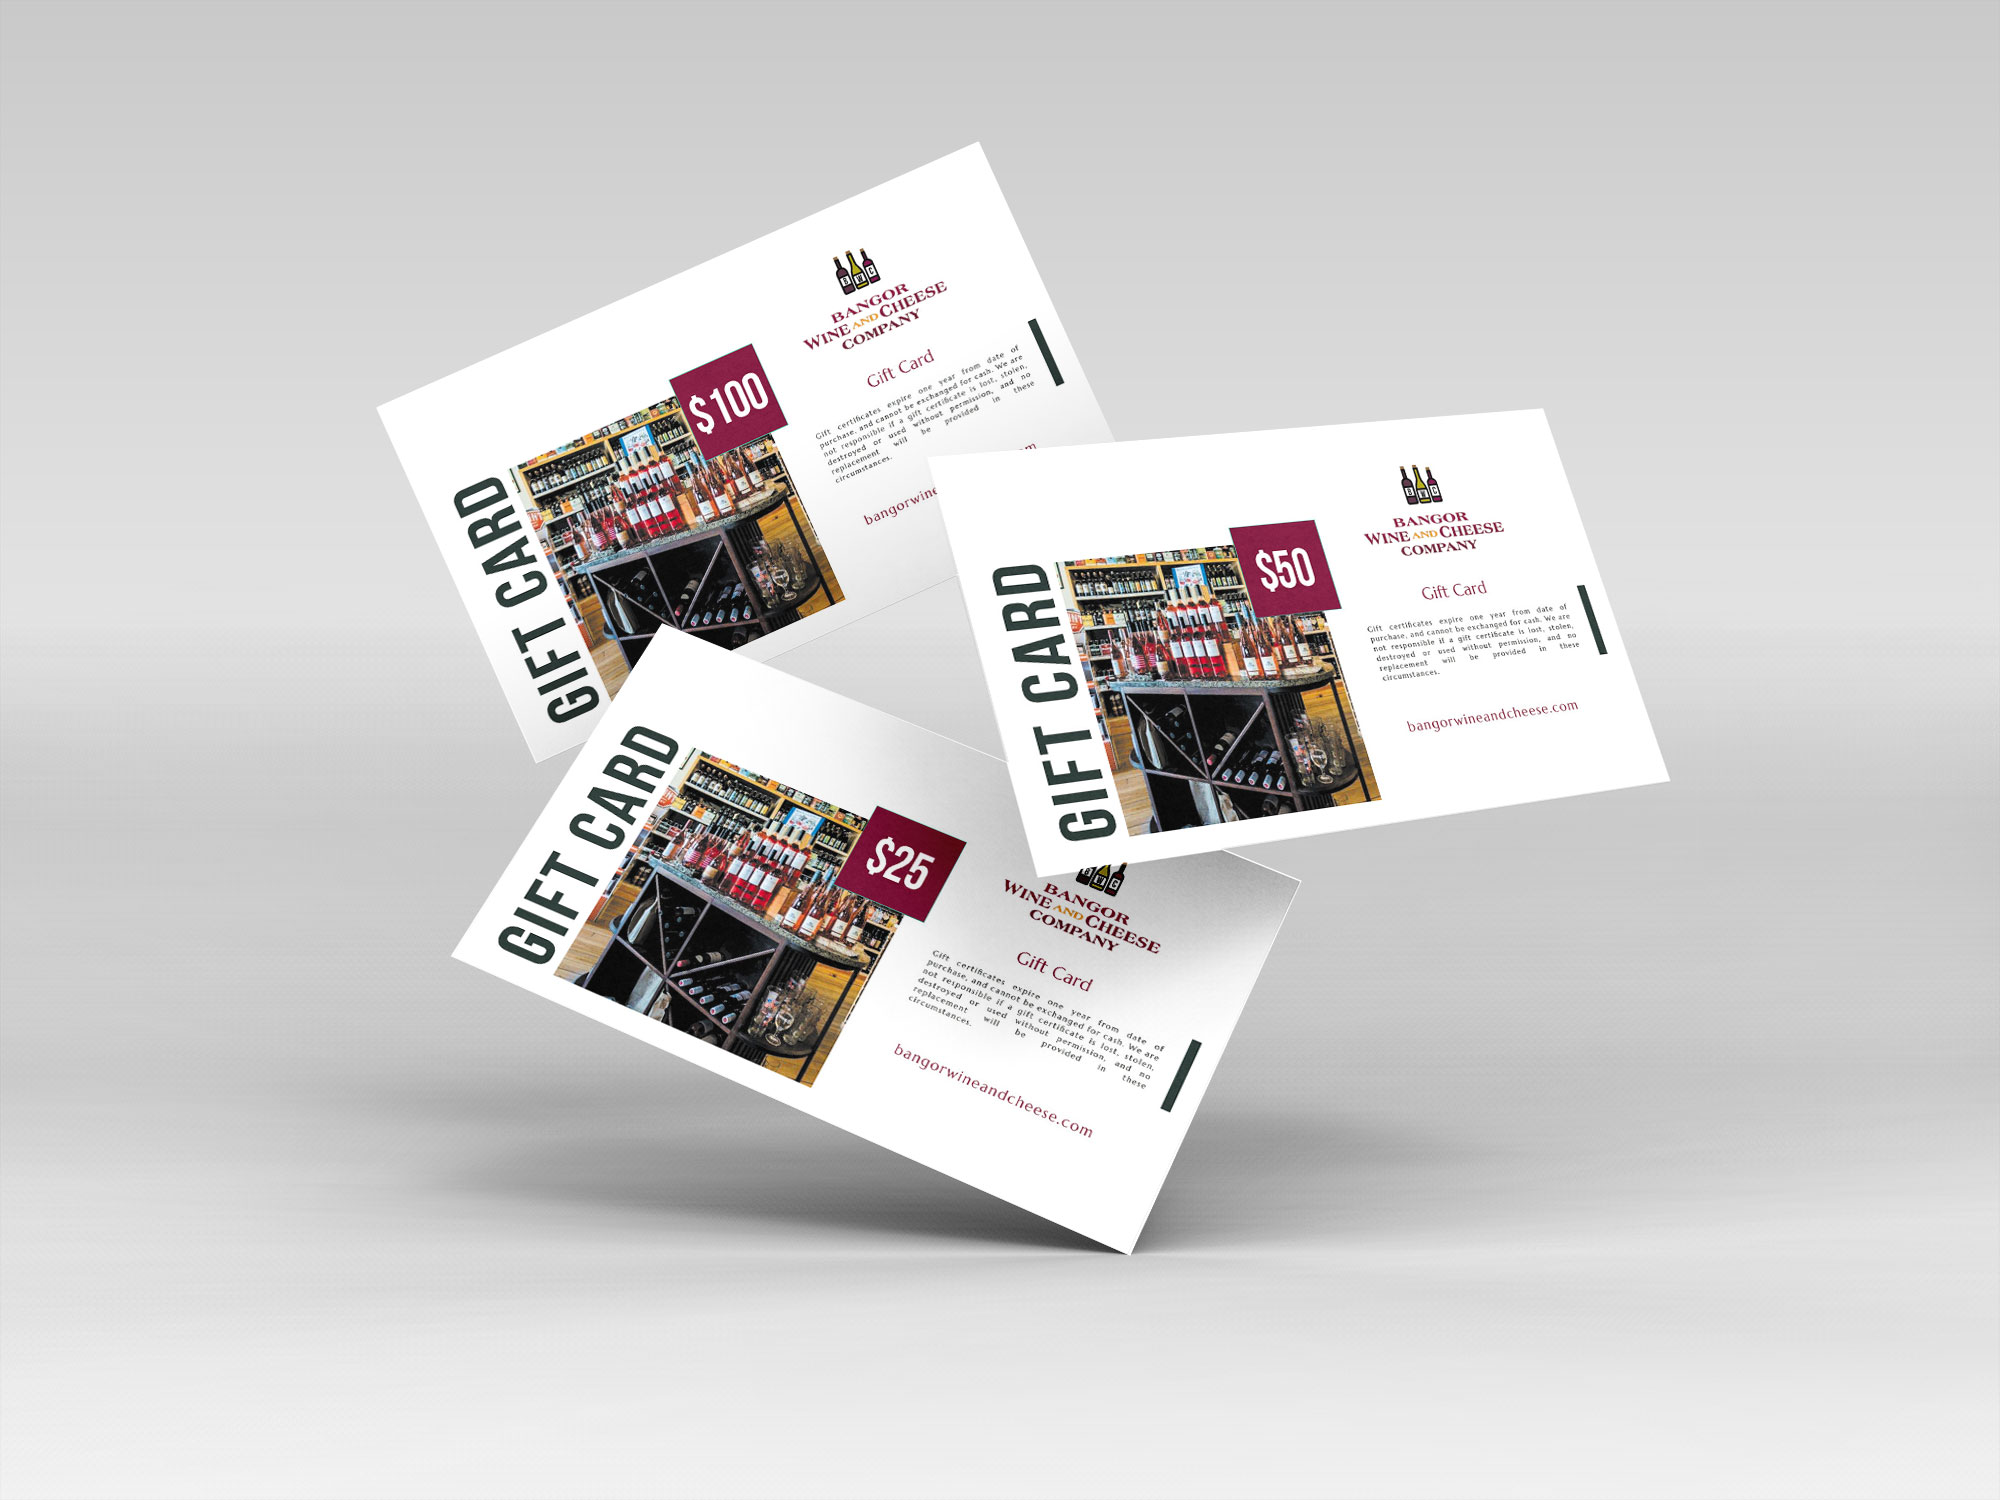 B W C
BANGOR
WINE AND CHEESE
COMPANY
$100
Gift Card
Gift certificates expire one year from date of
purchase, and cannot be exchanged for cash. We are
not responsible if a gift certificate is lost, stolen,
destroyed or used without permission, and no
replacement will be provided in these
circumstances.
bangorwine
om
GIFT CARD
B W C
BANGOR
WINE AND CHEESE
COMPANY
$50
Gift Card
Gift certificates expire one year from date of
purchase, and cannot be exchanged for cash. We are
not responsible if a gift certificate is lost, stolen,
destroyed or used without permission, and no
replacement will be provided in these
circumstances.
bangorwineandcheese.com
GIFT CARD
B W C
BANGOR
WINE AND CHEESE
COMPANY
$25
Gift Card
Gift certificates expire one year from date of
purchase, and cannot be exchanged for cash. We are
not responsible if a gift certificate is lost, stolen,
destroyed or used without permission, and no
replacement will be provided in these
circumstances.
bangorwineandcheese.com
GIFT CARD